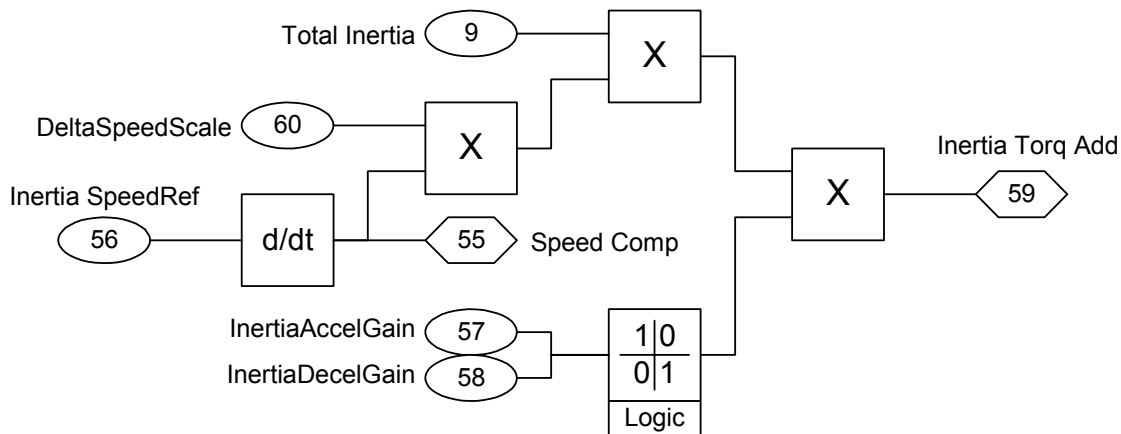 Total Inertia 9
X
DeltaSpeedScale 60
X
Inertia Torq Add
X
59
Inertia SpeedRef
56
d/dt
55 Speed Comp
InertiaAccelGain 57
InertiaDecelGain 58
1 0
0 1
Logic